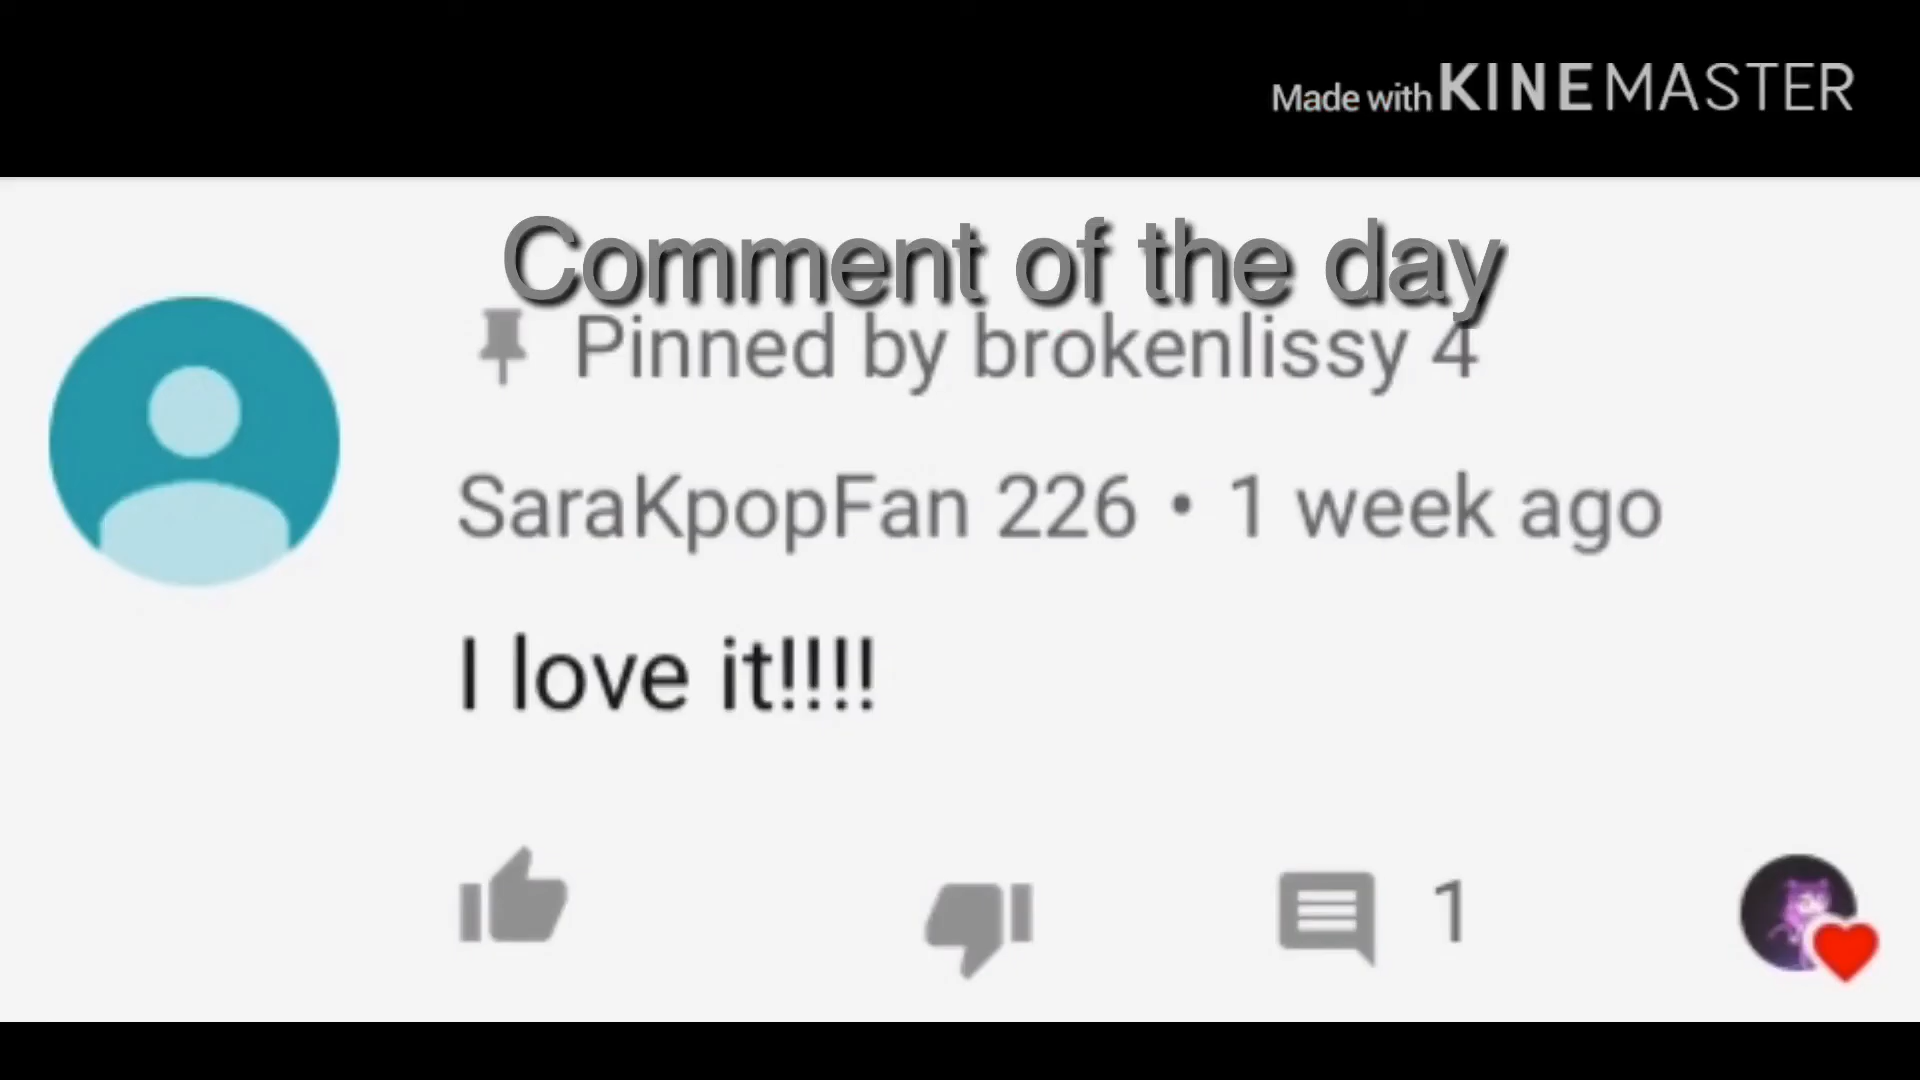 Made with KINEMASTER
Comment of the day
Pinned by brokenlissy 4
SaraKpopFan 226 • 1 week ago
I love it!!!!
1